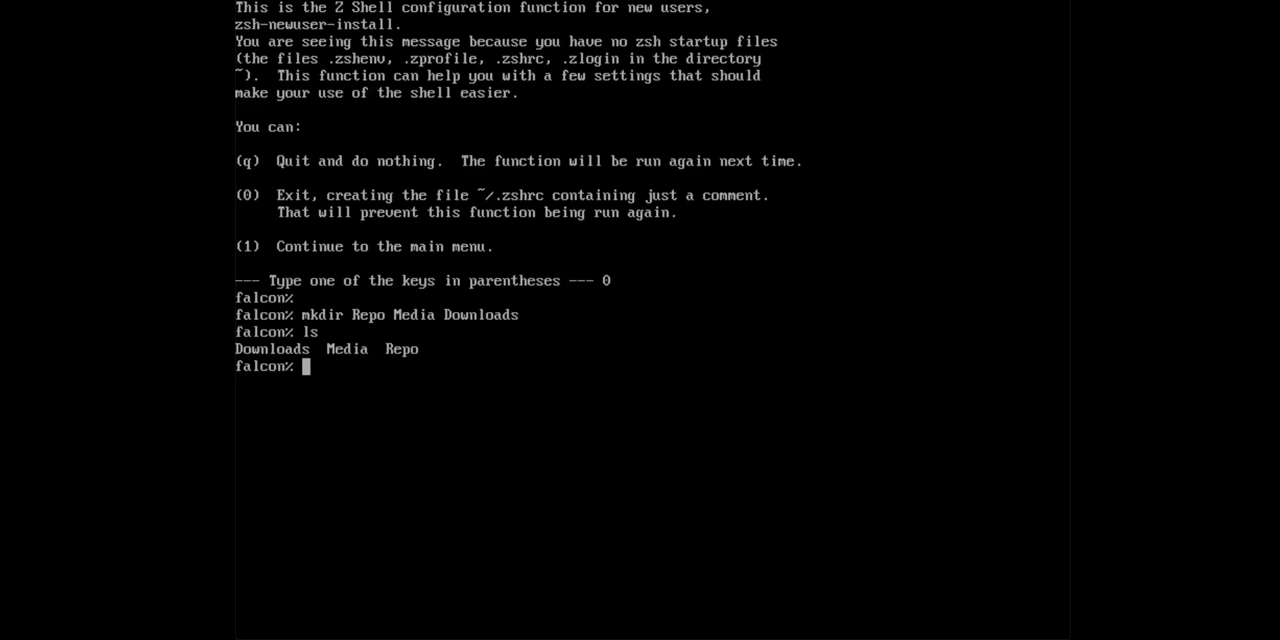 This is the Z Shell configuration function for new users,
zsh-newuser-install.
You are seeing this message because you have no zsh startup files
(the files .zshenv, .zprofile, .zshrc, .zlogin in the directory
~).  This function can help you with a few settings that should
make your use of the shell easier.

You can:

(q)  Quit and do nothing.  The function will be run again next time.

(0)  Exit, creating the file ~/.zshrc containing just a comment.
     That will prevent this function being run again.

(1)  Continue to the main menu.

--- Type one of the keys in parentheses --- 0
falcon%
falcon% mkdir Repo Media Downloads
falcon% ls
Downloads  Media  Repo
falcon%